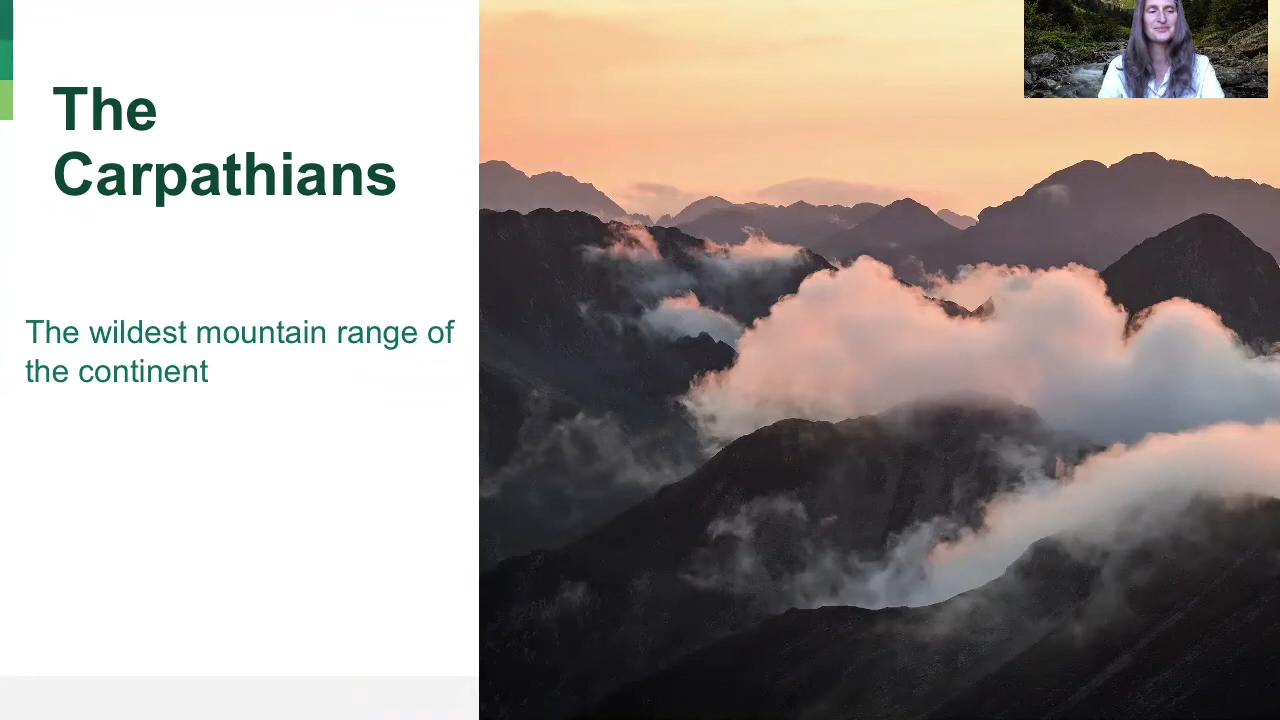 The
Carpathians
The wildest mountain range of
the continent